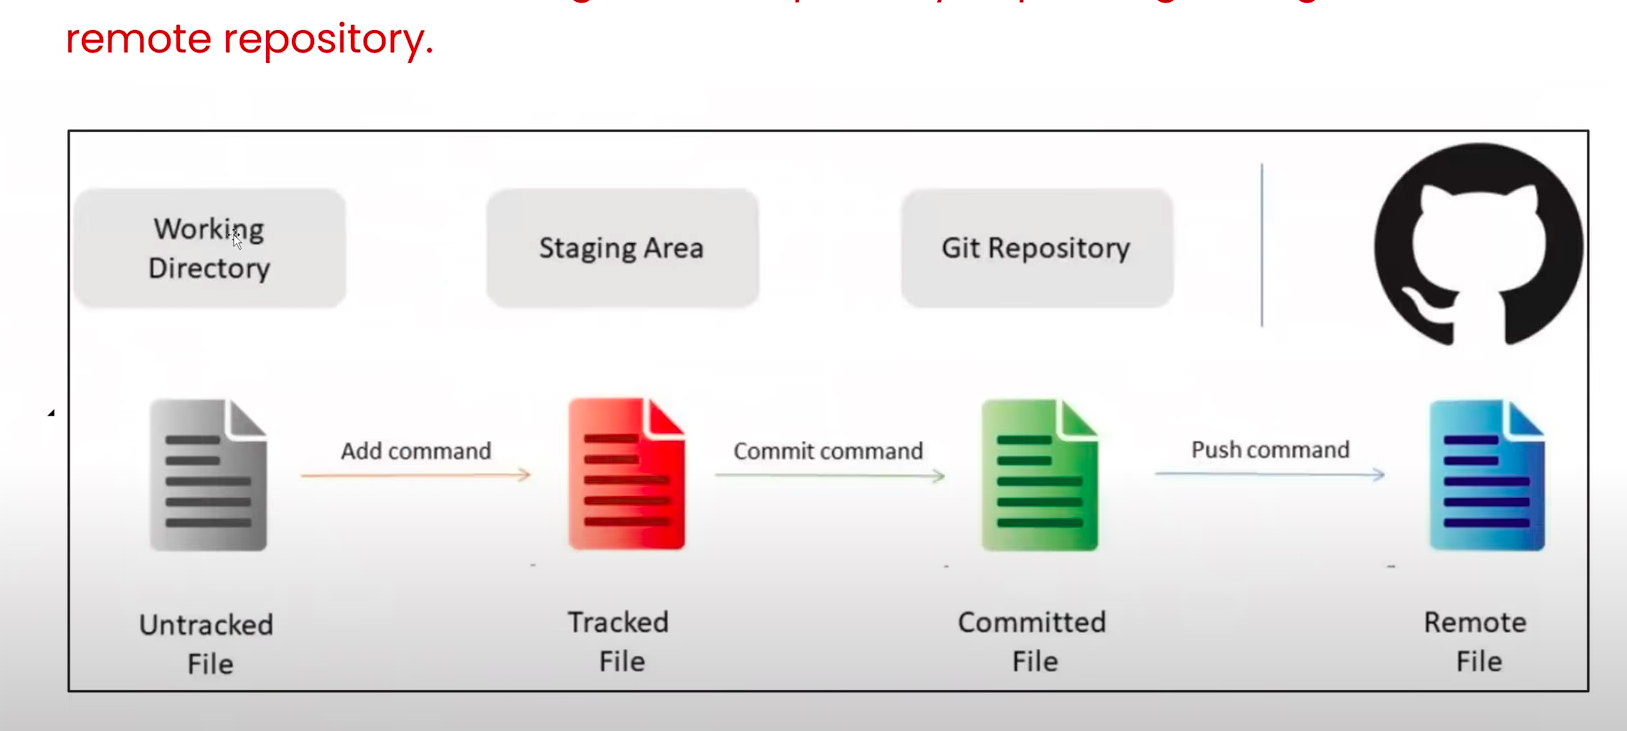 remote repository.
Working
Directory
Staging Area
Git Repository
Add command
Commit command
Push command
Untracked
File
Tracked
File
Committed
File
Remote
File